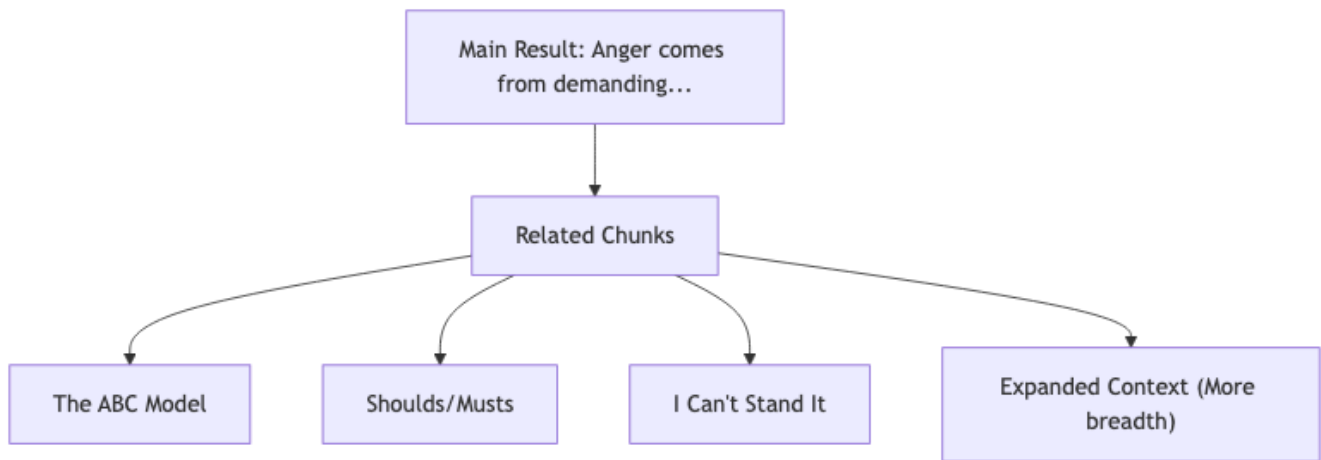 Main Result: Anger comes
from demanding...
Related Chunks
The ABC Model
Shoulds/Musts
I Can't Stand It
Expanded Context (More
breadth)